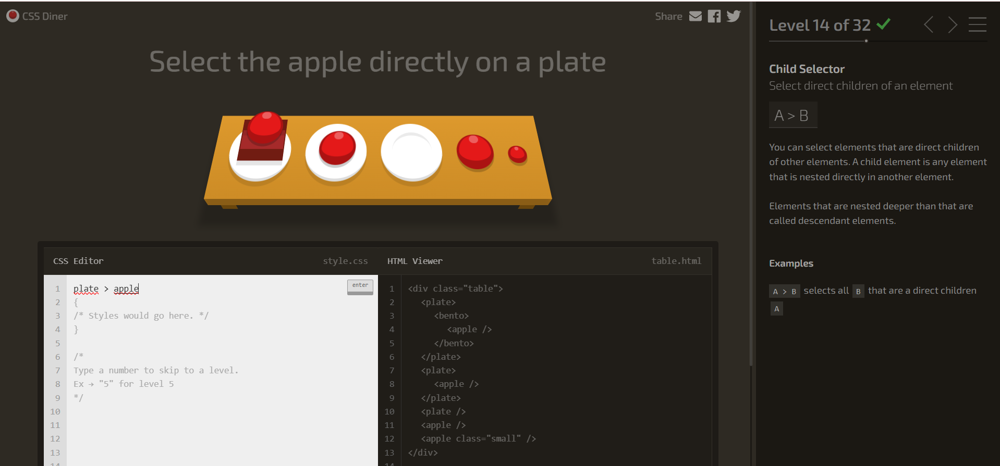 CSS Diner
Share
Select the apple directly on a plate
CSS Editor
style.css
1 plate > apple
2 {
3 /* Styles would go here. */
4 }
5
6 /*
7 Type a number to skip to a level.
8 Ex → "5" for level 5
9 */
10
11
12
13
14
enter
HTML Viewer
table.html
1 <div class="table">
2 <plate>
3 <bento>
4 <apple />
5 </bento>
6 </plate>
7 <plate>
8 <apple />
9 </plate>
10 <plate />
11 <apple />
12 <apple class="small" />
13 </div>
14
Level 14 of 32
Child Selector
Select direct children of an element
A > B
You can select elements that are direct children
of other elements. A child element is any element
that is nested directly in another element.
Elements that are nested deeper than that are
called descendant elements.
Examples
A > B selects all B that are a direct children
A